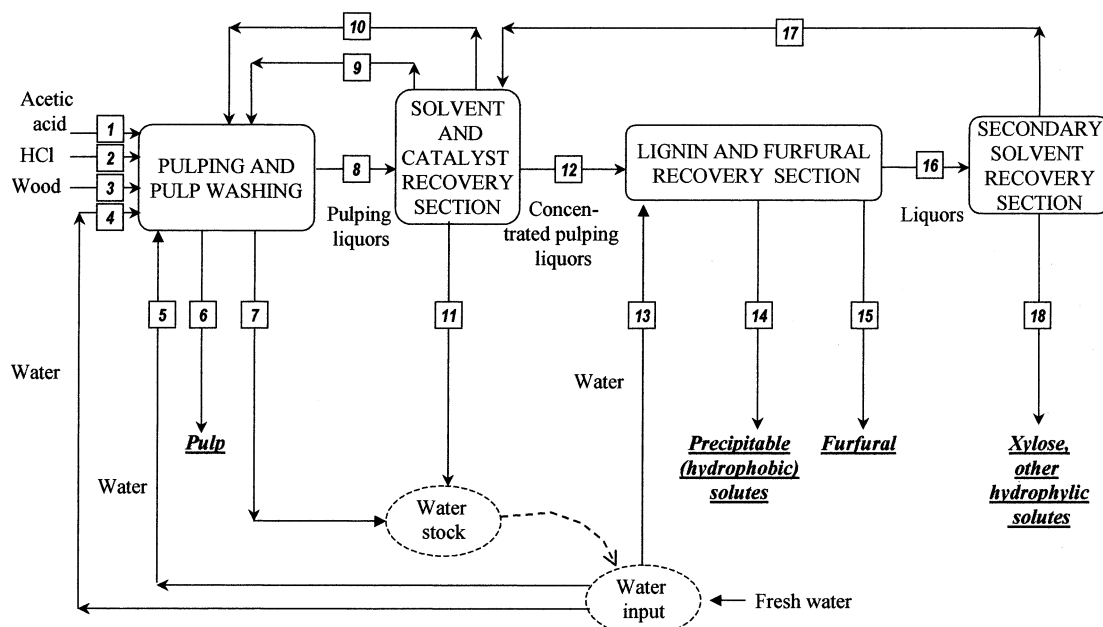 10
17
9
Acetic
acid
1
HCl
2
Wood
3
4
PULPING AND
PULP WASHING
8
Pulping
liquors
SOLVENT
AND
CATALYST
RECOVERY
SECTION
12
Concen-
trated pulping
liquors
LIGNIN AND FURFURAL
RECOVERY SECTION
16
Liquors
SECONDARY
SOLVENT
RECOVERY
SECTION
5
6
7
11
13
14
15
18
Water
Water
Water
Pulp
Precipitable
(hydrophobic)
solutes
Furfural
Xylose,
other
hydrophylic
solutes
Water
stock
Water
input
Fresh water